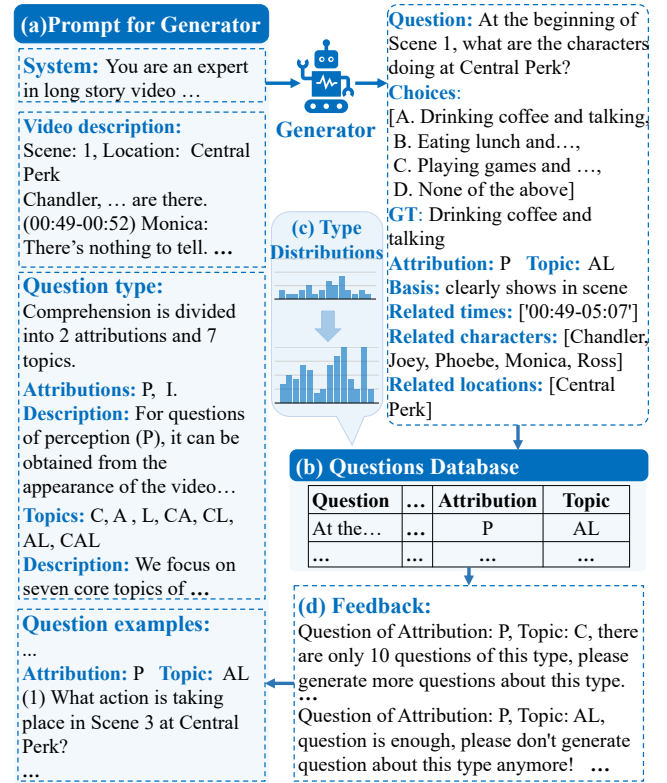 (a)Prompt for Generator
System: You are an expert
in long story video …
Video description:
Scene: 1, Location: Central
Perk
Chandler, … are there.
(00:49-00:52) Monica:
There's nothing to tell. …
Question type:
Comprehension is divided
into 2 attributions and 7
topics.
Attributions: P, I.
Description: For questions
of perception (P), it can be
obtained from the
appearance of the video…
Topics: C, A , L, CA, CL,
AL, CAL
Description: We focus on
seven core topics of …
Question examples:
...
Attribution: P Topic: AL
(1) What action is taking
place in Scene 3 at Central
Perk?
...
Generator
Question: At the beginning of
Scene 1, what are the characters
doing at Central Perk?
Choices:
[A. Drinking coffee and talking,
B. Eating lunch and…,
C. Playing games and …,
D. None of the above]
GT: Drinking coffee and
talking
Attribution: P Topic: AL
Basis: clearly shows in scene
Related times: ['00:49-05:07']
Related characters: [Chandler,
Joey, Phoebe, Monica, Ross]
Related locations: [Central
Perk]
(c) Type
Distributions
(b) Questions Database
Question ... Attribution Topic
At the… ... P AL
... ... ... ...
(d) Feedback:
Question of Attribution: P, Topic: C, there
are only 10 questions of this type, please
generate more questions about this type.
...
Question of Attribution: P, Topic: AL,
question is enough, please don't generate
question about this type anymore! ...